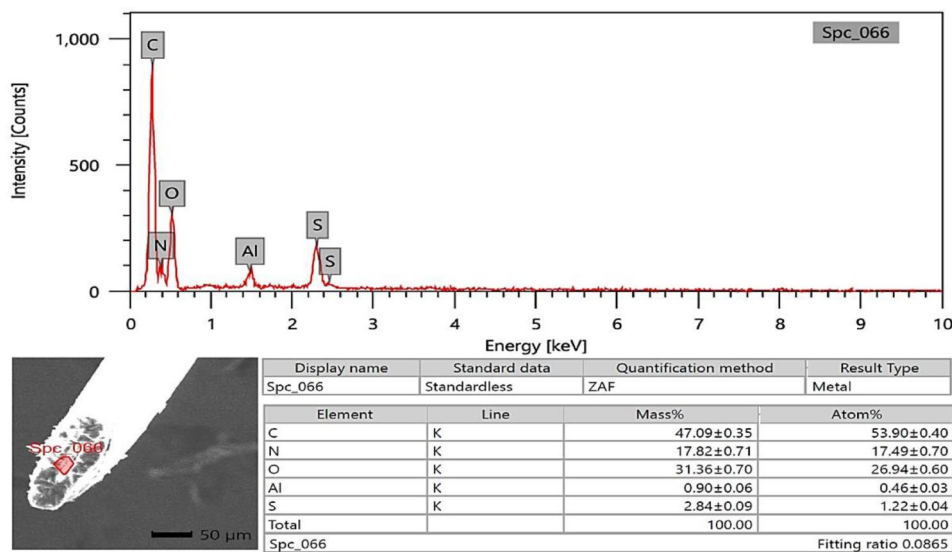 Spc_066
Intensity [Counts]
1,000
500
0
C
N
O
Al
S
S
0 1 2 3 4 5 6 7 8 9 10
Energy [keV]
Spc_066
50 µm
Display name Standard data Quantification method Result Type
Spc_066 Standardless ZAF Metal
Element Line Mass% Atom%
C K 47.09±0.35 53.90±0.40
N K 17.82±0.71 17.49±0.70
O K 31.36±0.70 26.94±0.60
Al K 0.90±0.06 0.46±0.03
S K 2.84±0.09 1.22±0.04
Total 100.00 100.00
Spc_066 Fitting ratio 0.0865